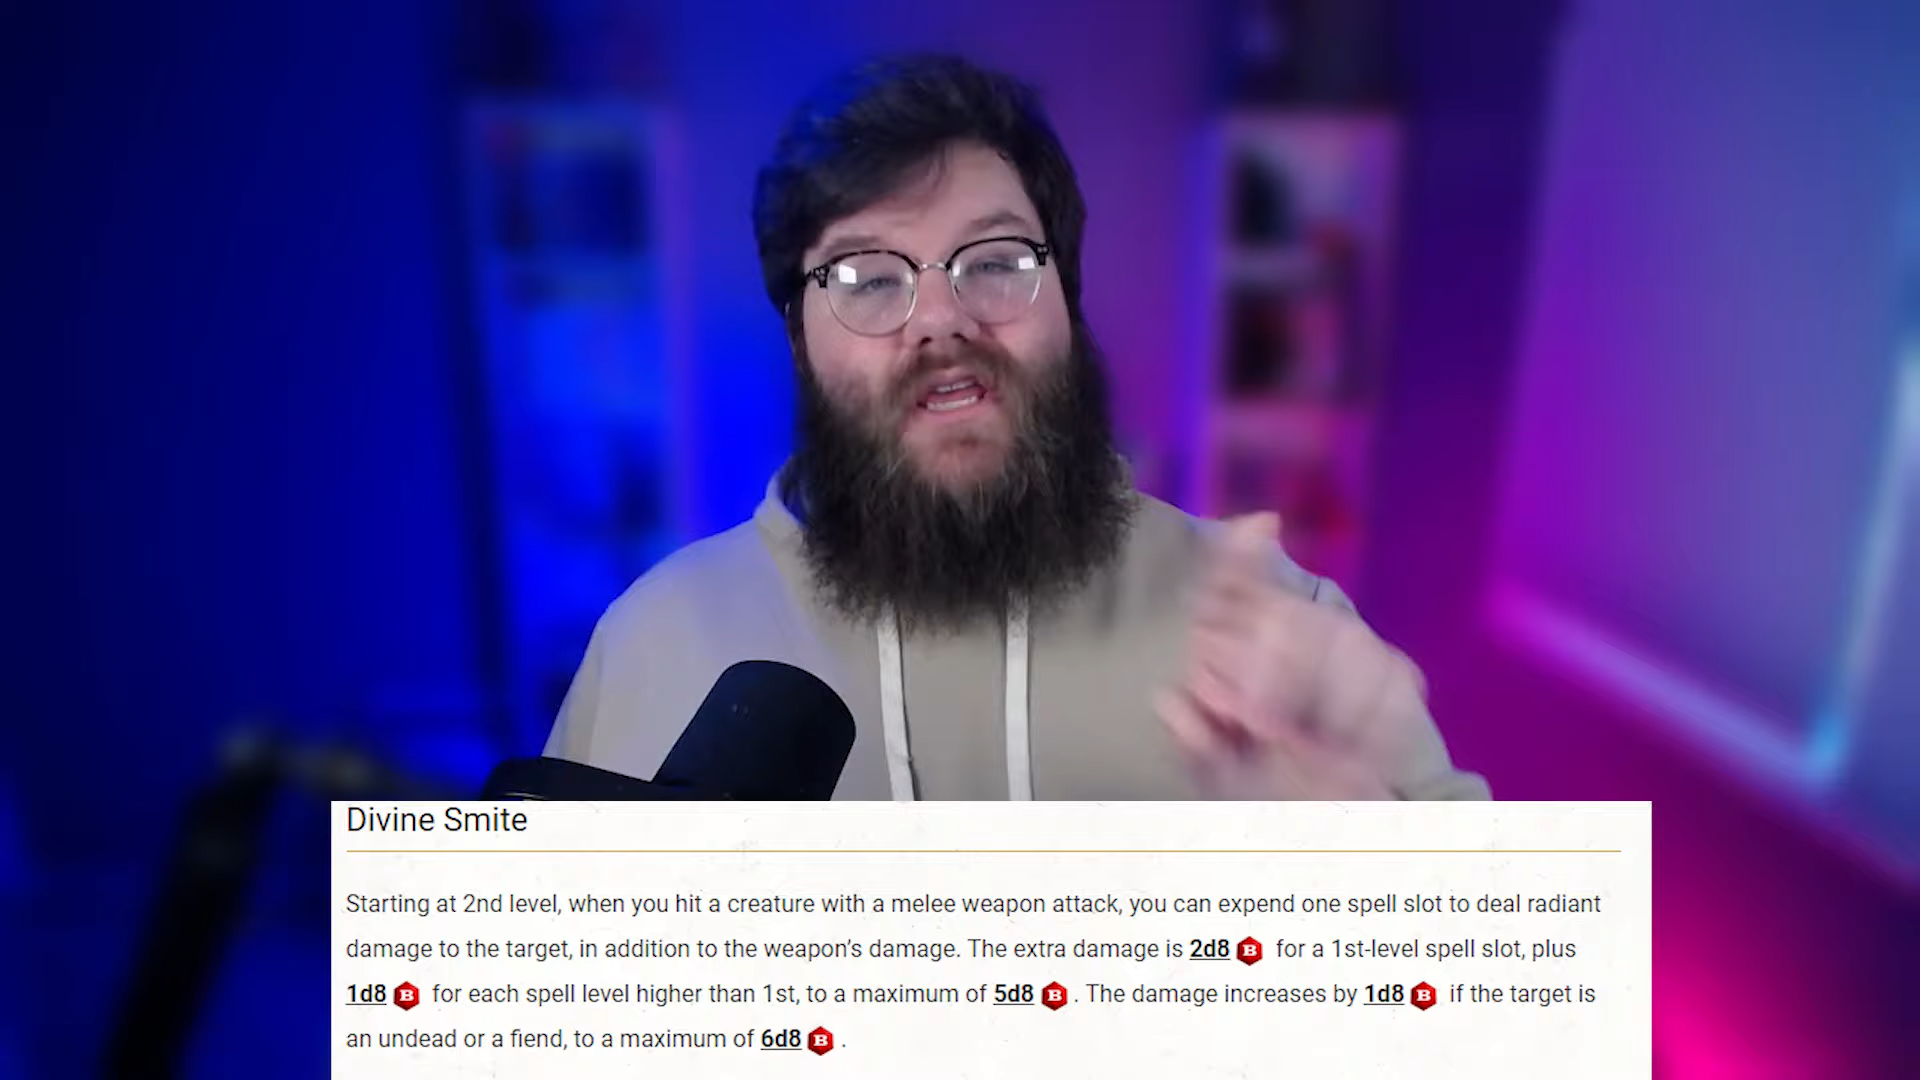 Divine Smite
Starting at 2nd level, when you hit a creature with a melee weapon attack, you can expend one spell slot to deal radiant
damage to the target, in addition to the weapon’s damage. The extra damage is 2d8 B for a 1st-level spell slot, plus
1d8 B for each spell level higher than 1st, to a maximum of 5d8 B . The damage increases by 1d8 B if the target is
an undead or a fiend, to a maximum of 6d8 B .